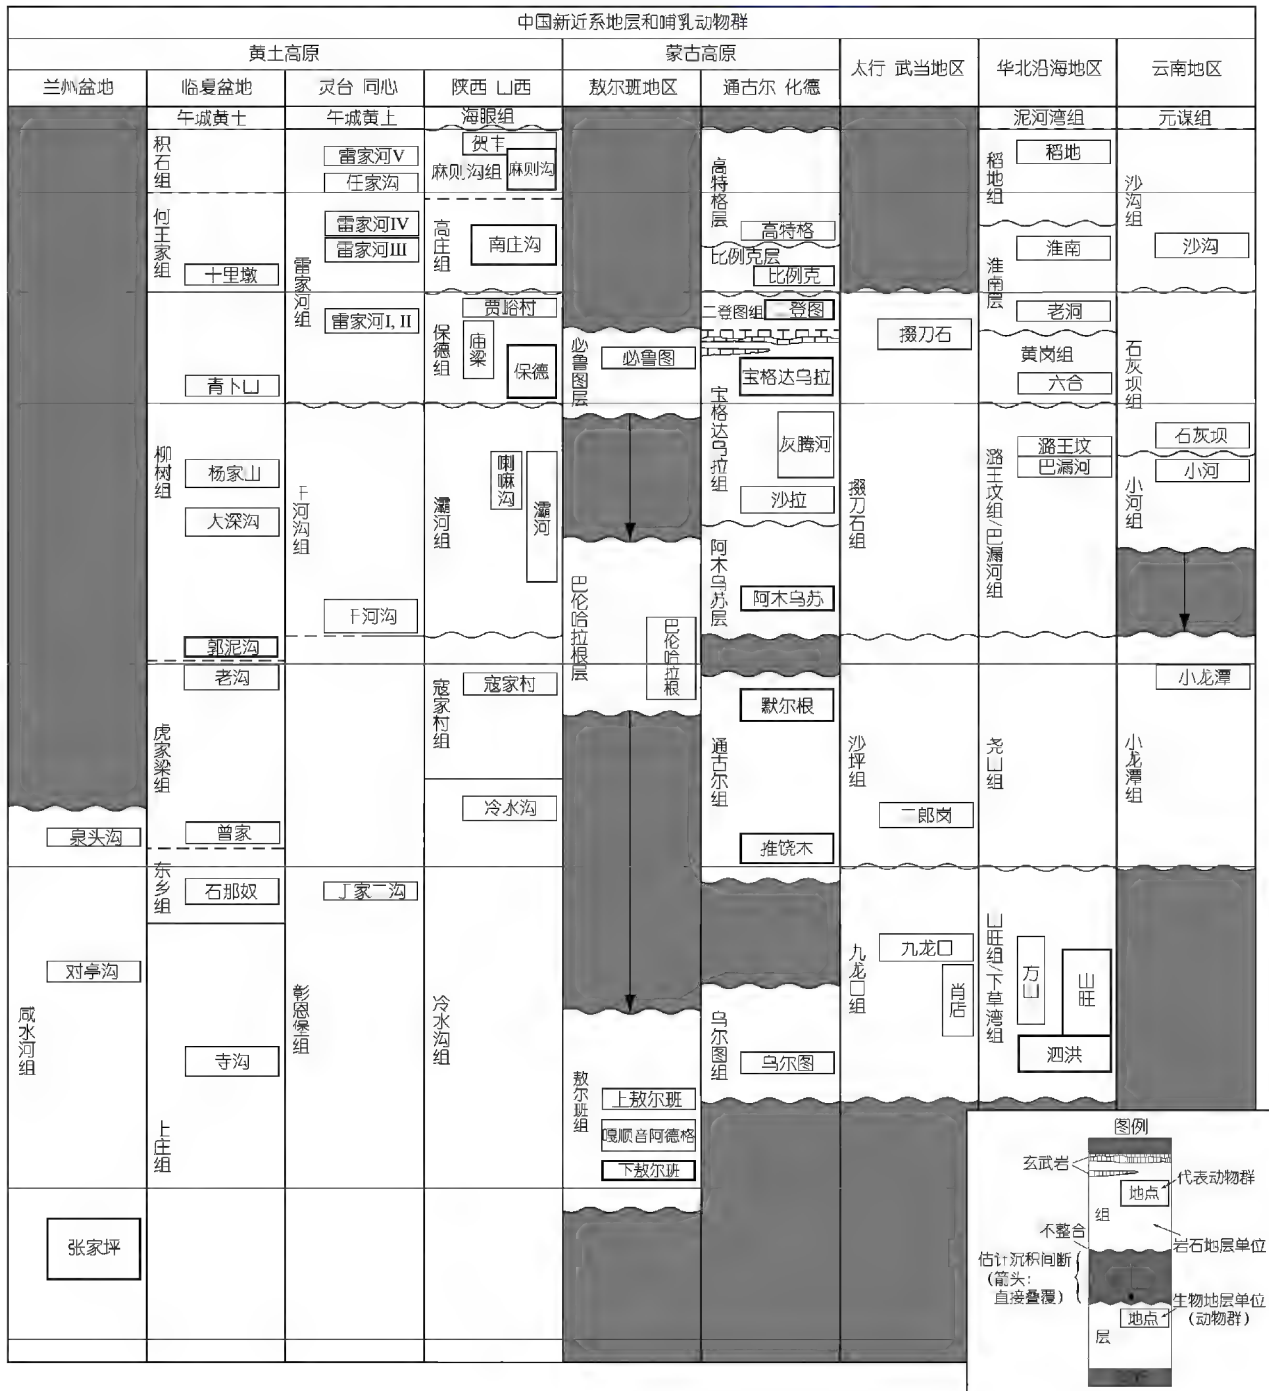 中国新近系地层和哺乳动物群
黄土高原
蒙古高原
太行 武当地区
华北沿海地区
云南地区
兰州盆地
临夏盆地
灵台 同心
陕西 山西
敖尔班地区
通古尔 化德
咸水河组
泉头沟
对亭沟
张家坪
午城黄土
积石组
何王家组
十里墩
青卜山
柳树组
杨家山
大深沟
郭泥沟
老沟
虎家梁组
曾家
东乡组
石那奴
寺沟
上庄组
午城黄土
雷家河V
任家沟
雷家河IV
雷家河III
雷家河组
雷家河I, II
干河沟组
干河沟
丁家二沟
彰恩堡组
海眼组
贺丰
麻则沟组
麻则沟
高庄组
南庄沟
贾峪村
保德组
庙梁
保德
喇嘛沟
灞河
灞河组
寇家村组
寇家村
冷水沟
冷水沟组
必鲁图层
必鲁图
巴伦哈拉根层
巴伦哈拉根
敖尔班组
上敖尔班
嘎顺音阿德格
下敖尔班
高特格层
高特格
比例克层
比例克
二登图组
二登图
宝格达乌拉
宝格达乌拉组
灰腾河
沙拉
阿木乌苏层
阿木乌苏
默尔根
通古尔组
推饶木
乌尔图组
乌尔图
掇刀石
掇刀石组
沙坪组
二郎岗
九龙口
九龙口组
肖店
泥河湾组
稻地组
稻地
淮南层
淮南
老洞
黄岗组
六合
潞王坟
巴漏河
潞王坟组/巴漏河组
尧山组
山旺组/下草湾组
方山
山旺
泗洪
元谋组
沙沟组
沙沟
石灰坝组
石灰坝
小河
小河组
小龙潭
小龙潭组
图例
玄武岩
地点
代表动物群
组
不整合
岩石地层单位
估计沉积间断
(箭头:
直接叠覆)
生物地层单位
(动物群)
地点
层